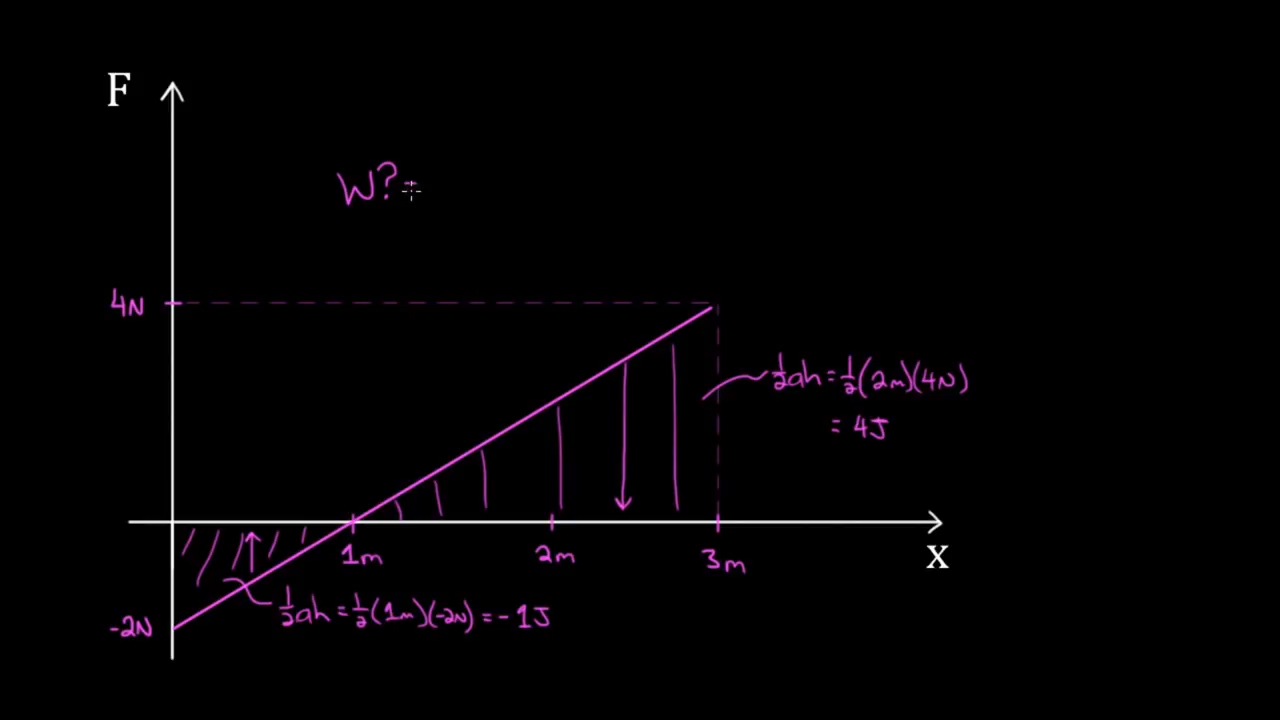 F
W?
4N
½ah = ½(2m)(4N)
= 4J
1m
2m
3m
x
½ah = ½(1m)(-2N) = -1J
-2N